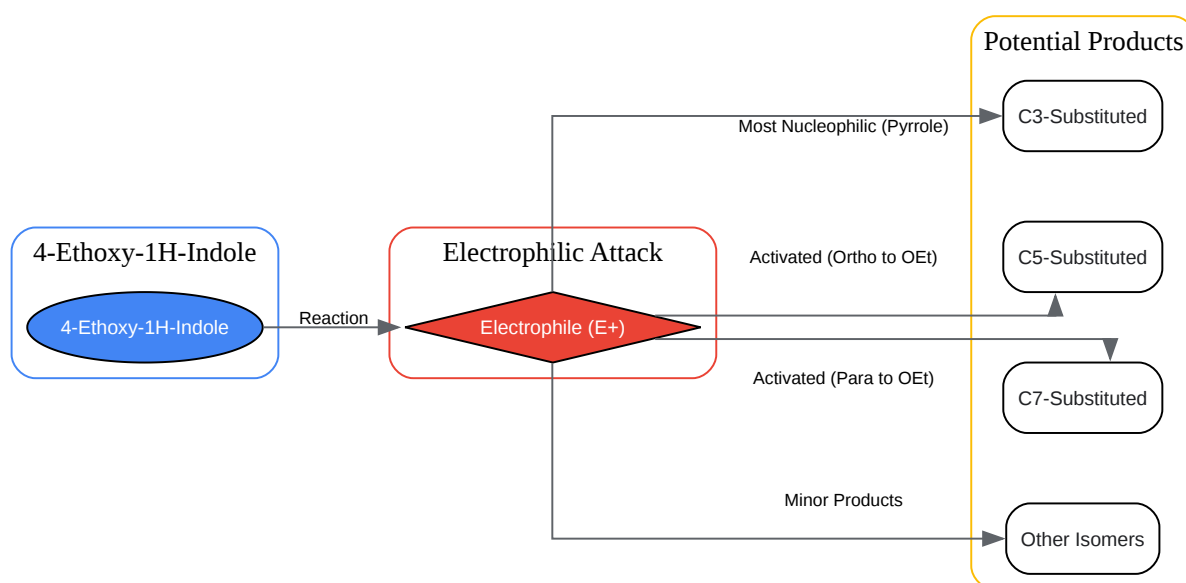 Potential Products
C3-Substituted
Most Nucleophilic (Pyrrole)
4-Ethoxy-1H-Indole
Electrophilic Attack
C5-Substituted
Activated (Ortho to OEt)
4-Ethoxy-1H-Indole
Reaction
Electrophile (E+)
Activated (Para to OEt)
C7-Substituted
Minor Products
Other Isomers